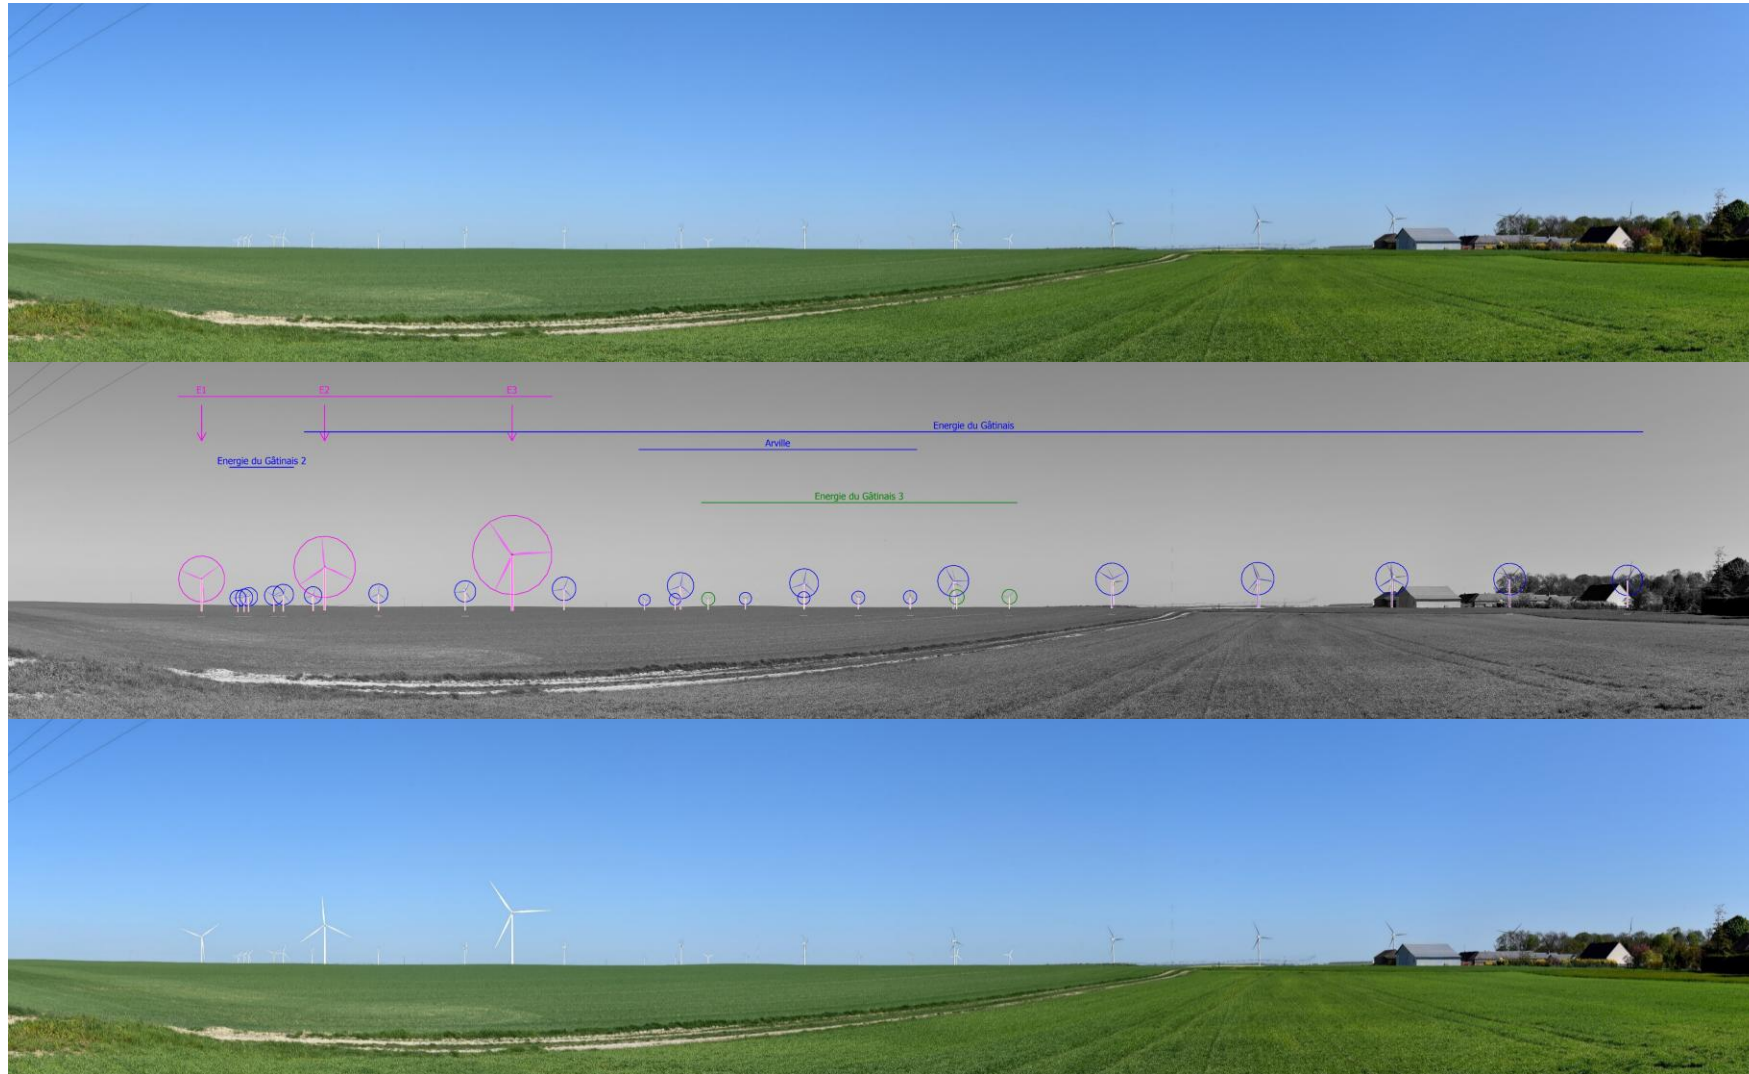 E1 E2 E3
Energie du Gâtinais
Arville
Energie du Gâtinais 2
Energie du Gâtinais 3